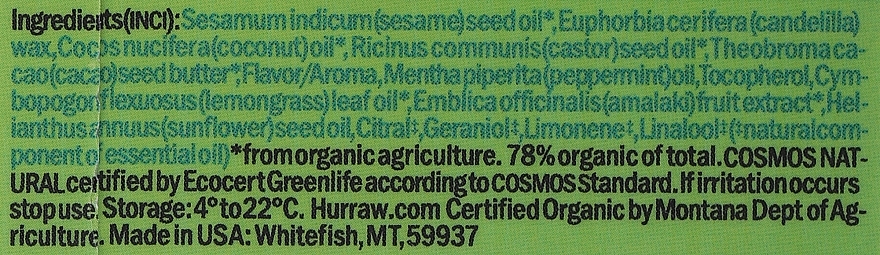 Ingredients(INCI):Sesamum indicum(sesame)seed oil*,Euphorbia cerifera(candelilla)
wax,Cocos nucifera(coconut)oil*, Ricinus communis(castor)seed oil*,Theobroma ca-
cao(cacao)seed butter*,Flavor/Aroma, Mentha piperita(peppermint)oil,Tocopherol,Cym-
bopogon flexuosus(lemongrass)leaf oil*,Emblica officinalis(amalaki)fruit extract*,Hel-
ianthus annuus(sunflower)seed oil, Citral‡,Geraniol‡,Limonene‡,Linalool‡(‡natural com-
ponent of essential oil)*from organic agriculture. 78% organic of total.COSMOS NAT-
URAL certified by Ecocert Greenlife according to COSMOS Standard. If irritation occurs
stop use. Storage:4°to22°C. Hurraw.com Certified Organic by Montana Dept of Ag-
riculture. Made in USA: Whitefish,MT,59937